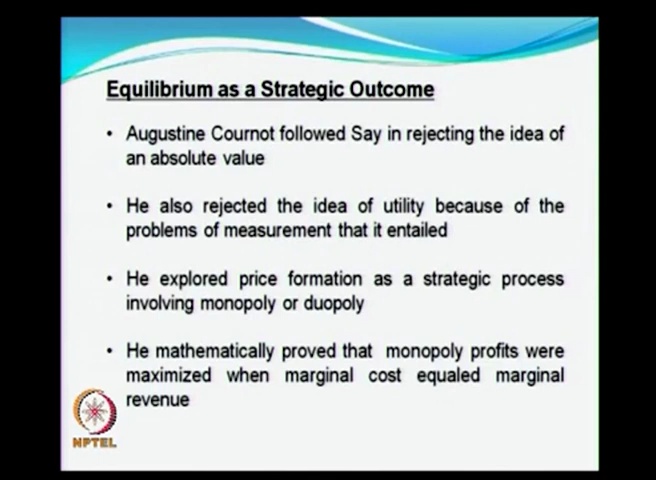 Equilibrium as a Strategic Outcome
• Augustine Cournot followed Say in rejecting the idea of
an absolute value
• He also rejected the idea of utility because of the
problems of measurement that it entailed
• He explored price formation as a strategic process
involving monopoly or duopoly
• He mathematically proved that monopoly profits were
maximized when marginal cost equaled marginal
revenue
NPTEL